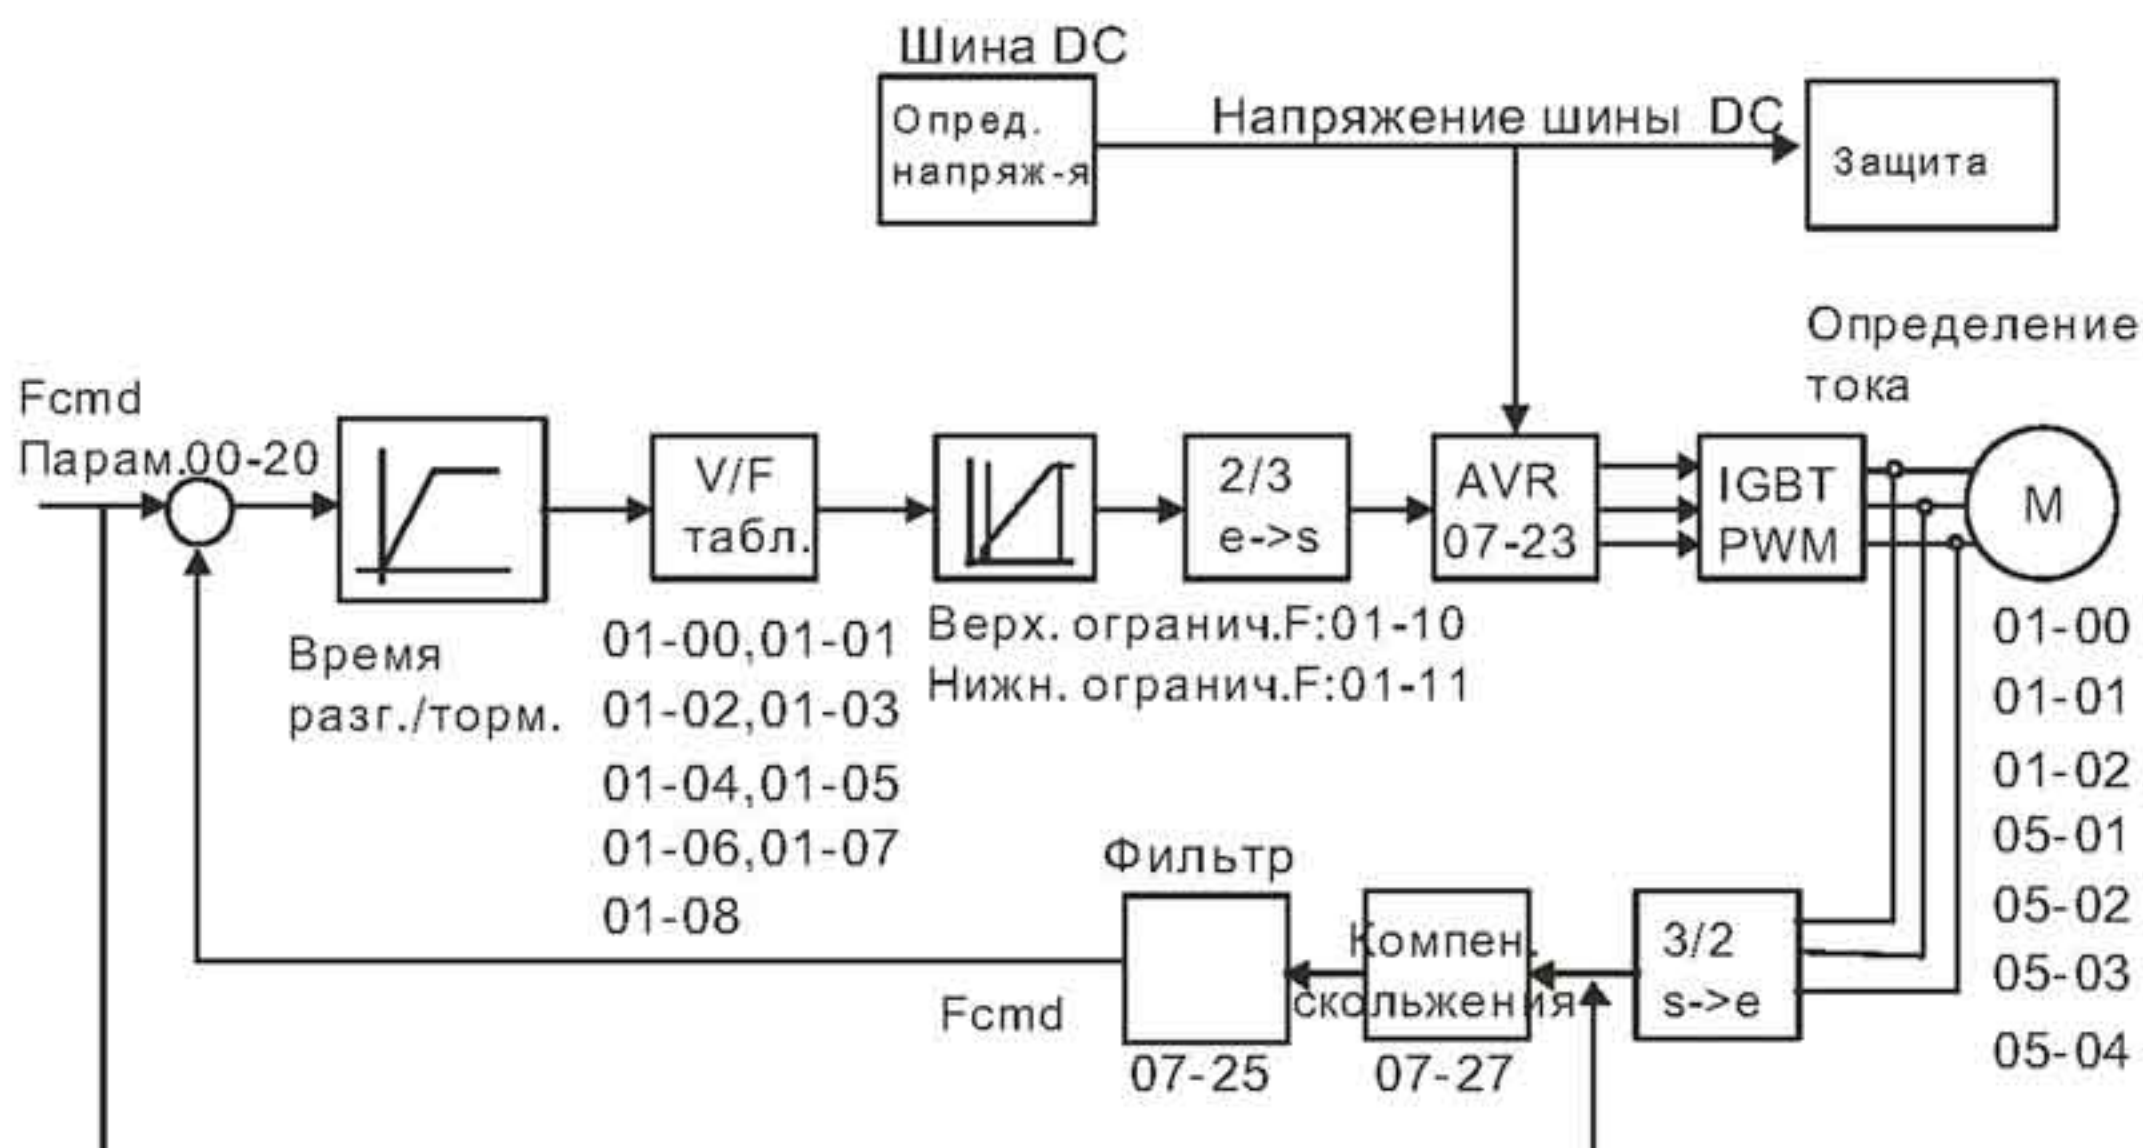 Шина DC
Опред.
напряж-я
Напряжение шины DC
Защита
Определение
тока
Fcmd
Парам.00-20
V/F
табл.
2/3
e->s
AVR
07-23
IGBT
PWM
M
Время
разг./торм.
01-00,01-01
01-02,01-03
01-04,01-05
01-06,01-07
01-08
Верх. огранич.F:01-10
Нижн. огранич.F:01-11
01-00
01-01
01-02
05-01
05-02
05-03
05-04
Фильтр
Компен.
скольжения
3/2
s->e
Fcmd
07-25
07-27